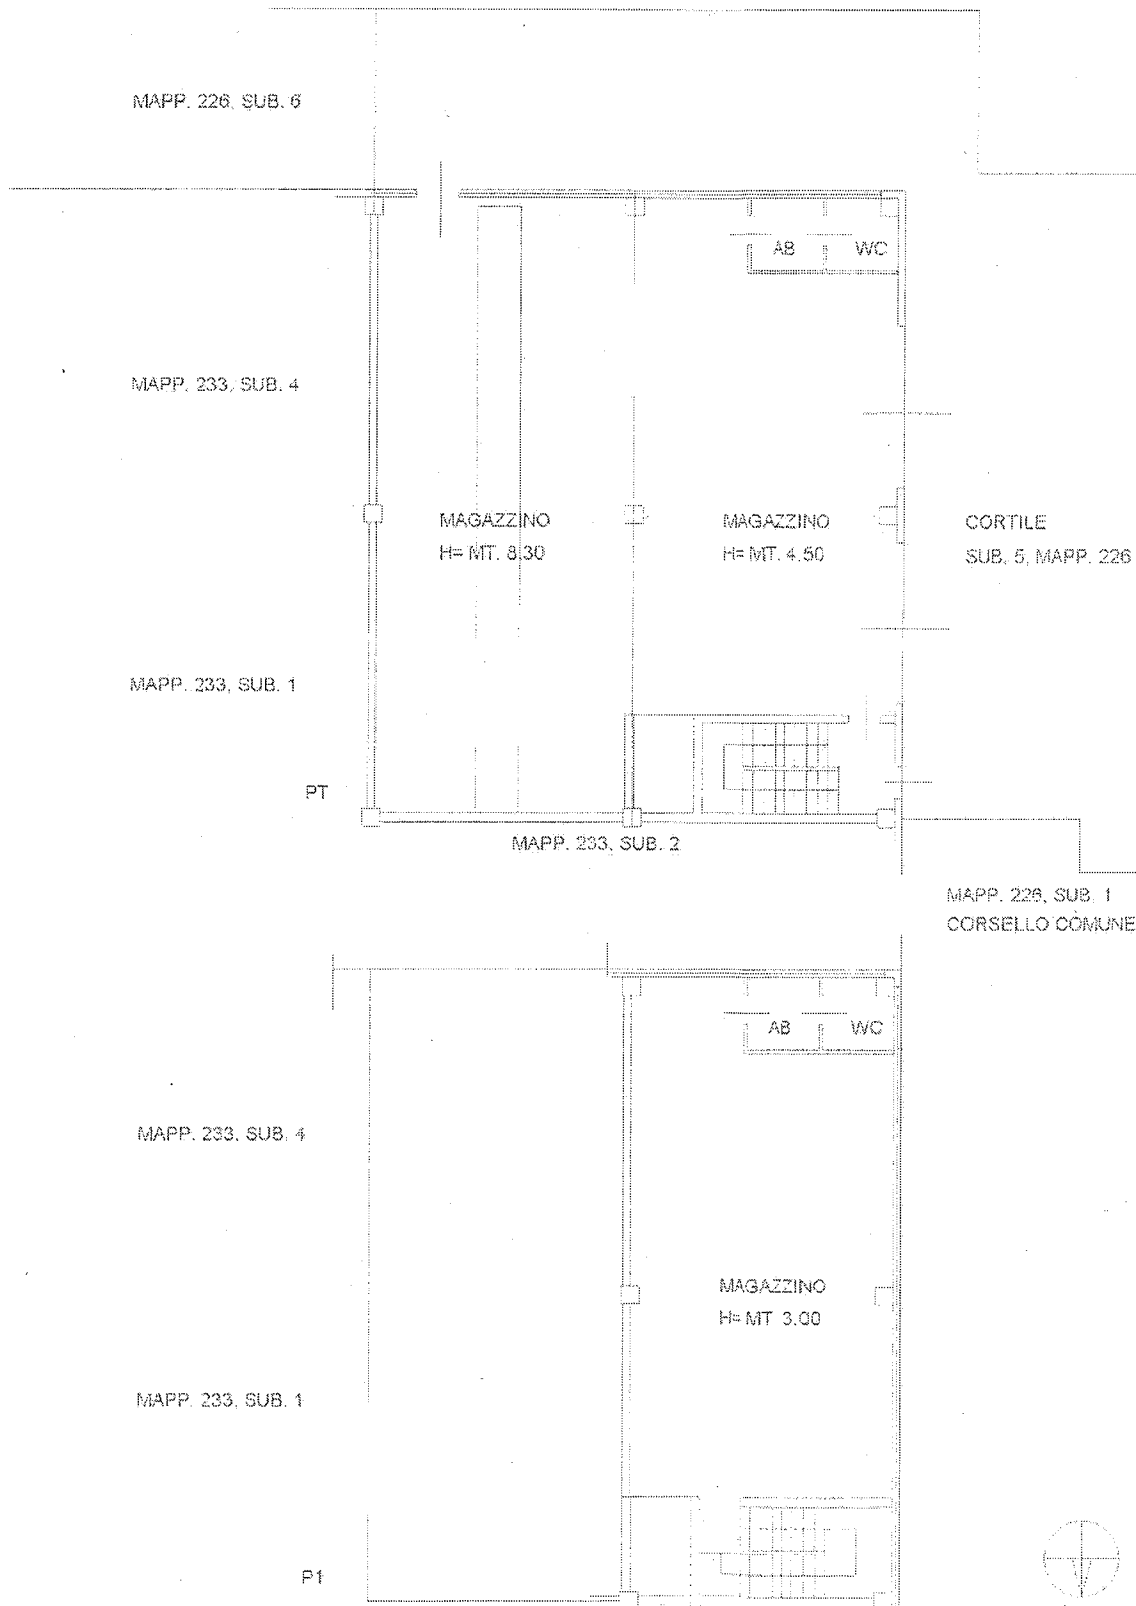 MAPP. 226, SUB. 6
AB
WC
MAPP. 233, SUB. 4
MAGAZZINO
H= MT. 8,30
MAGAZZINO
H= MT. 4,50
CORTILE
SUB. 5, MAPP. 226
MAPP. 233, SUB. 1
PT
MAPP. 233, SUB. 2
MAPP. 226, SUB. 1
CORSELLO COMUNE
AB
WC
MAPP. 233, SUB. 4
MAGAZZINO
H= MT 3,00
MAPP. 233, SUB. 1
P1